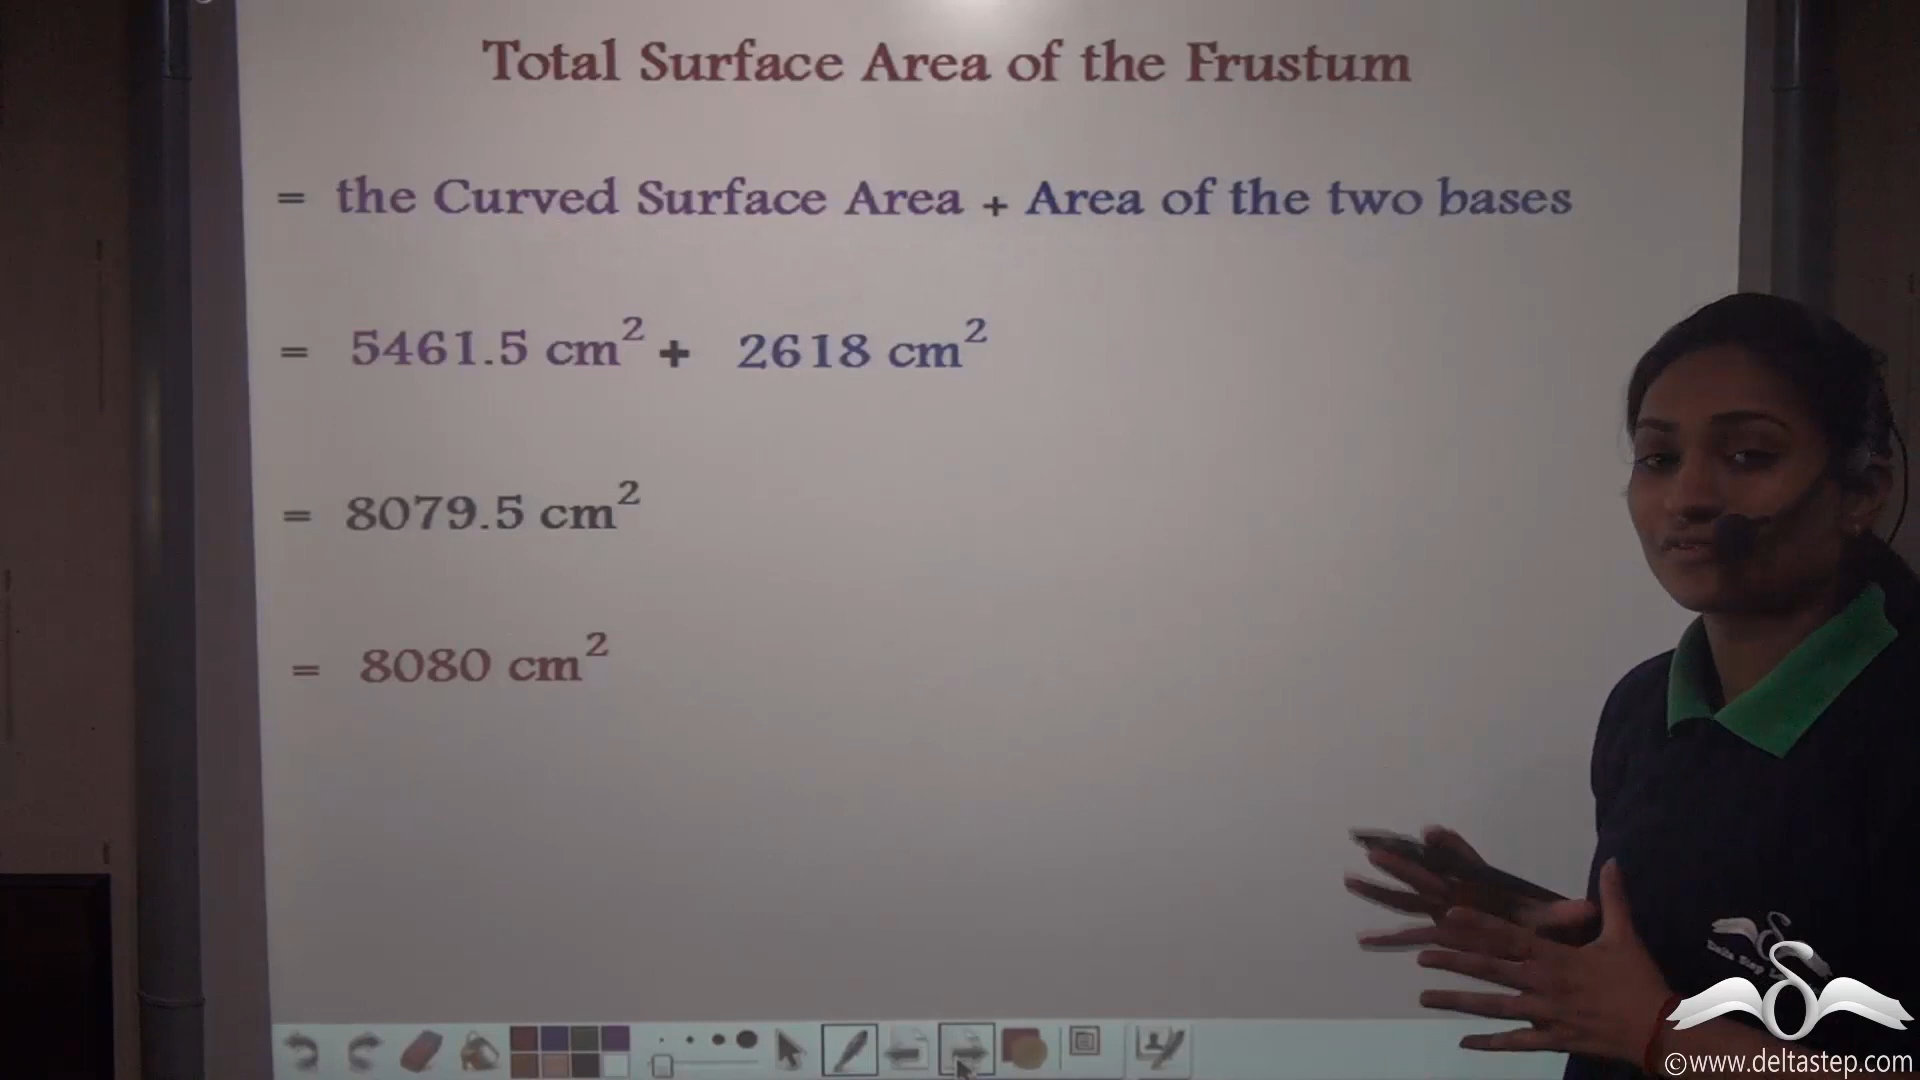 Total Surface Area of the Frustum
= the Curved Surface Area + Area of the two bases
= 5461.5 cm² + 2618 cm²
= 8079.5 cm²
= 8080 cm²
©www.deltastep.com